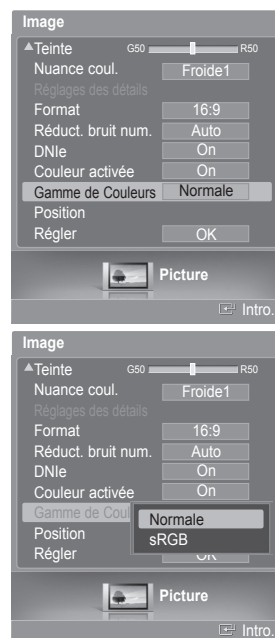 Image
▲Teinte G50 R50
Nuance coul. Froide1
Réglages des détails
Format 16:9
Réduct. bruit num. Auto
DNIe On
Couleur activée On
Gamme de Couleurs Normale
Position
Régler OK
Picture
Intro.
Image
▲Teinte G50 R50
Nuance coul. Froide1
Réglages des détails
Format 16:9
Réduct. bruit num. Auto
DNIe On
Couleur activée On
Gamme de Coul
Normale
Position
sRGB
Régler OK
Picture
Intro.